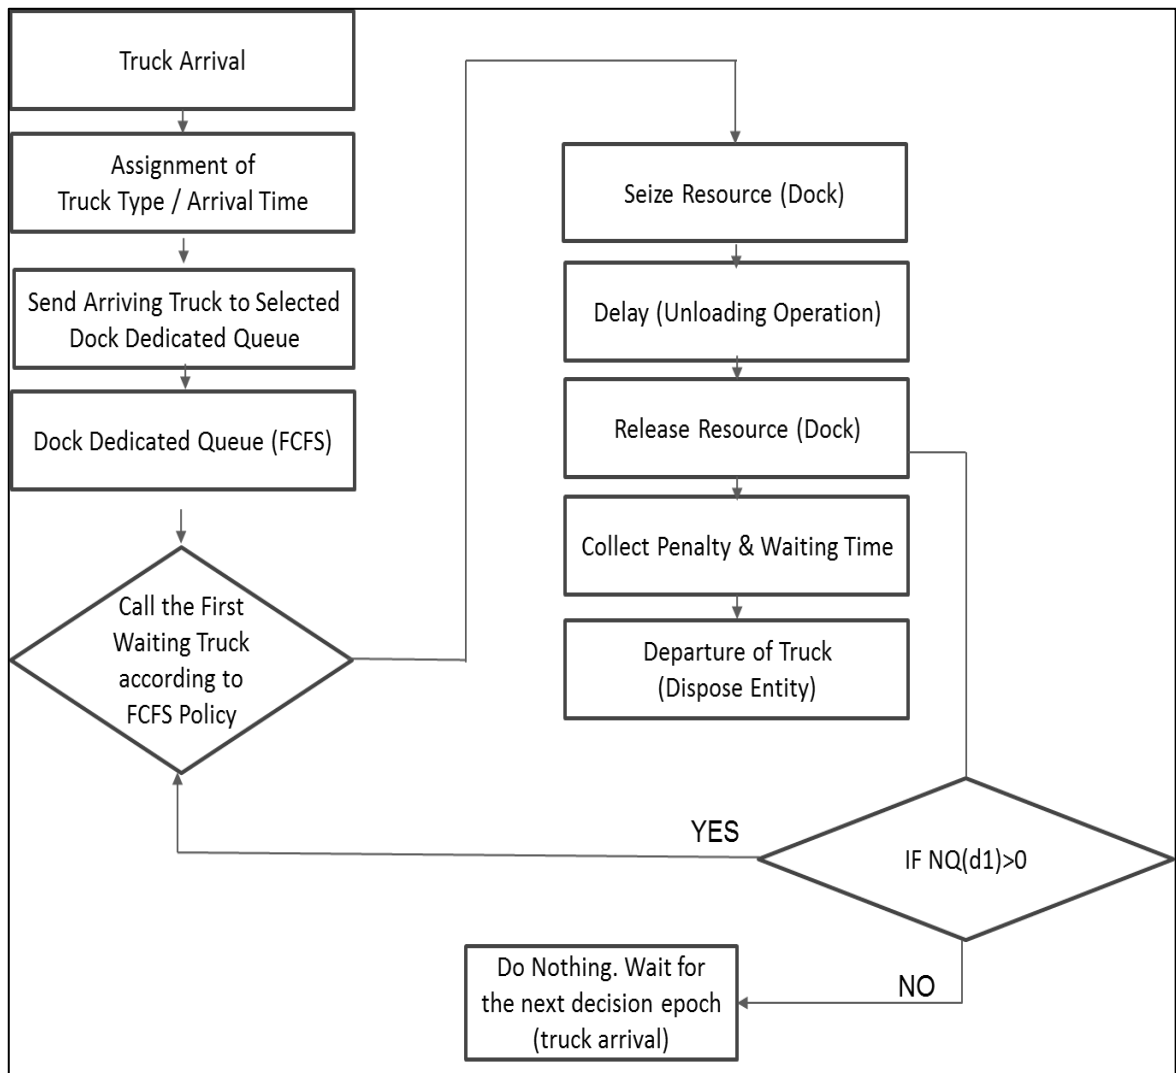 Truck Arrival
Assignment of
Truck Type / Arrival Time
Send Arriving Truck to Selected
Dock Dedicated Queue
Dock Dedicated Queue (FCFS)
Call the First
Waiting Truck
according to
FCFS Policy
Seize Resource (Dock)
Delay (Unloading Operation)
Release Resource (Dock)
Collect Penalty & Waiting Time
Departure of Truck
(Dispose Entity)
YES
IF NQ(d1)>0
NO
Do Nothing. Wait for
the next decision epoch
(truck arrival)